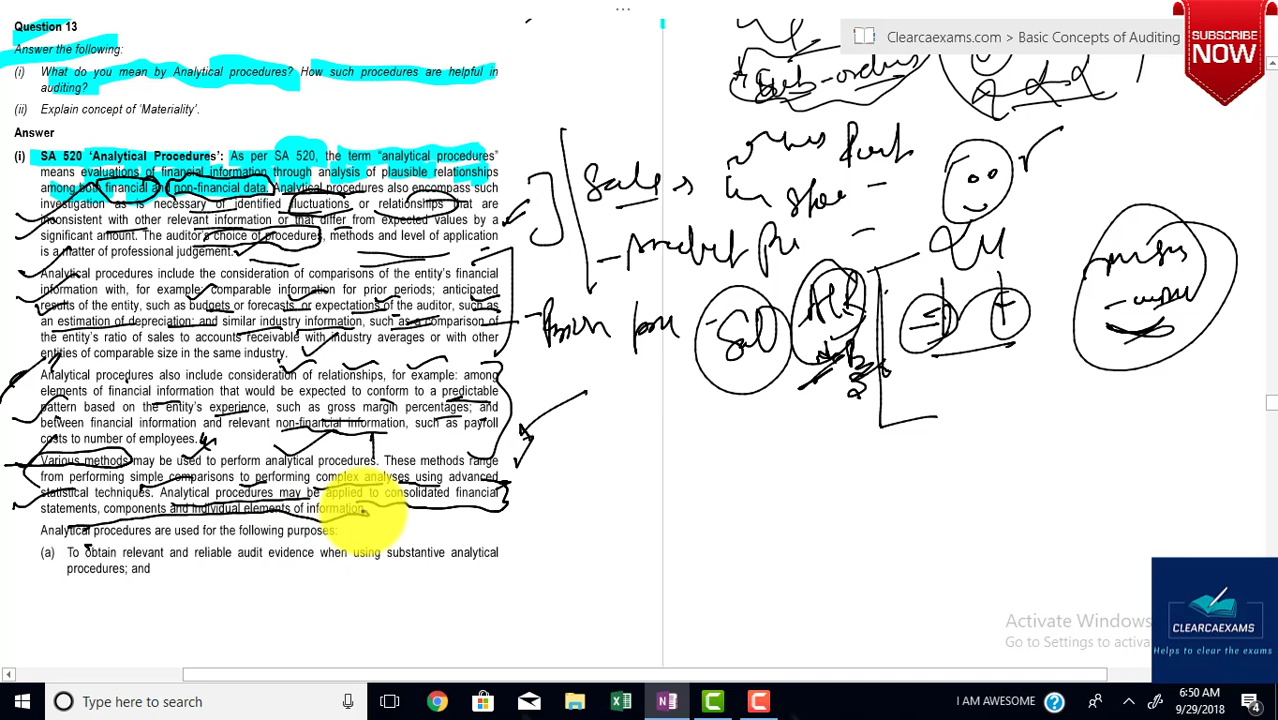 Question 13
Answer the following:
(i) What do you mean by Analytical procedures? How such procedures are helpful in
auditing?
(ii) Explain concept of 'Materiality'.
Answer
(i) SA 520 'Analytical Procedures': As per SA 520, the term "analytical procedures"
means evaluations of financial information through analysis of plausible relationships
among both financial and non-financial data. Analytical procedures also encompass such
investigation as is necessary of identified fluctuations or relationships that are
inconsistent with other relevant information or that differ from expected values by a
significant amount. The auditor's choice of procedures, methods and level of application
is a matter of professional judgement.
Analytical procedures include the consideration of comparisons of the entity's financial
information with, for example, comparable information for prior periods; anticipated
results of the entity, such as budgets or forecasts, or expectations of the auditor, such as
an estimation of depreciation; and similar industry information, such as a comparison of
the entity's ratio of sales to accounts receivable with industry averages or with other
entities of comparable size in the same industry.
Analytical procedures also include consideration of relationships, for example: among
elements of financial information that would be expected to conform to a predictable
pattern based on the entity's experience, such as gross margin percentages; and
between financial information and relevant non-financial information, such as payroll
costs to number of employees.
Various methods may be used to perform analytical procedures. These methods range
from performing simple comparisons to performing complex analyses using advanced
statistical techniques. Analytical procedures may be applied to consolidated financial
statements, components and individual elements of information.
Analytical procedures are used for the following purposes:
(a) To obtain relevant and reliable audit evidence when using substantive analytical
procedures; and
Sales
Clearcaexams.com > Basic Concepts of Auditing
SUBSCRIBE
NOW
Activate Windows
Go to Settings to activa
CLEARCAEXAMS
Helps to clear the exams
Type here to search
I AM AWESOME
6:50 AM
9/29/2018
4